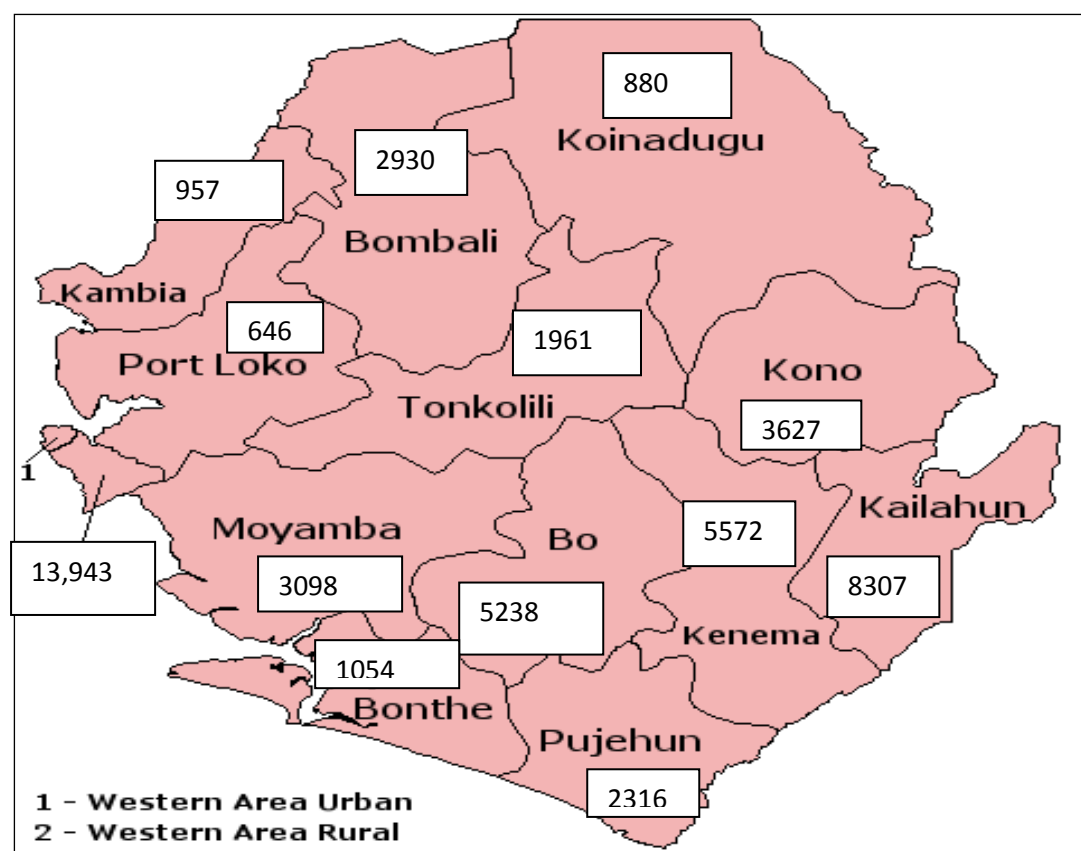 880
Koinadugu
2930
957
Bombali
Kambia
646
1961
Port Loko
Kono
Tonkolili
3627
1
Kailahun
Moyamba
Bo
5572
13,943
3098
8307
5238
Kenema
1054
Bonthe
Pujehun
2316
1 - Western Area Urban
2 - Western Area Rural